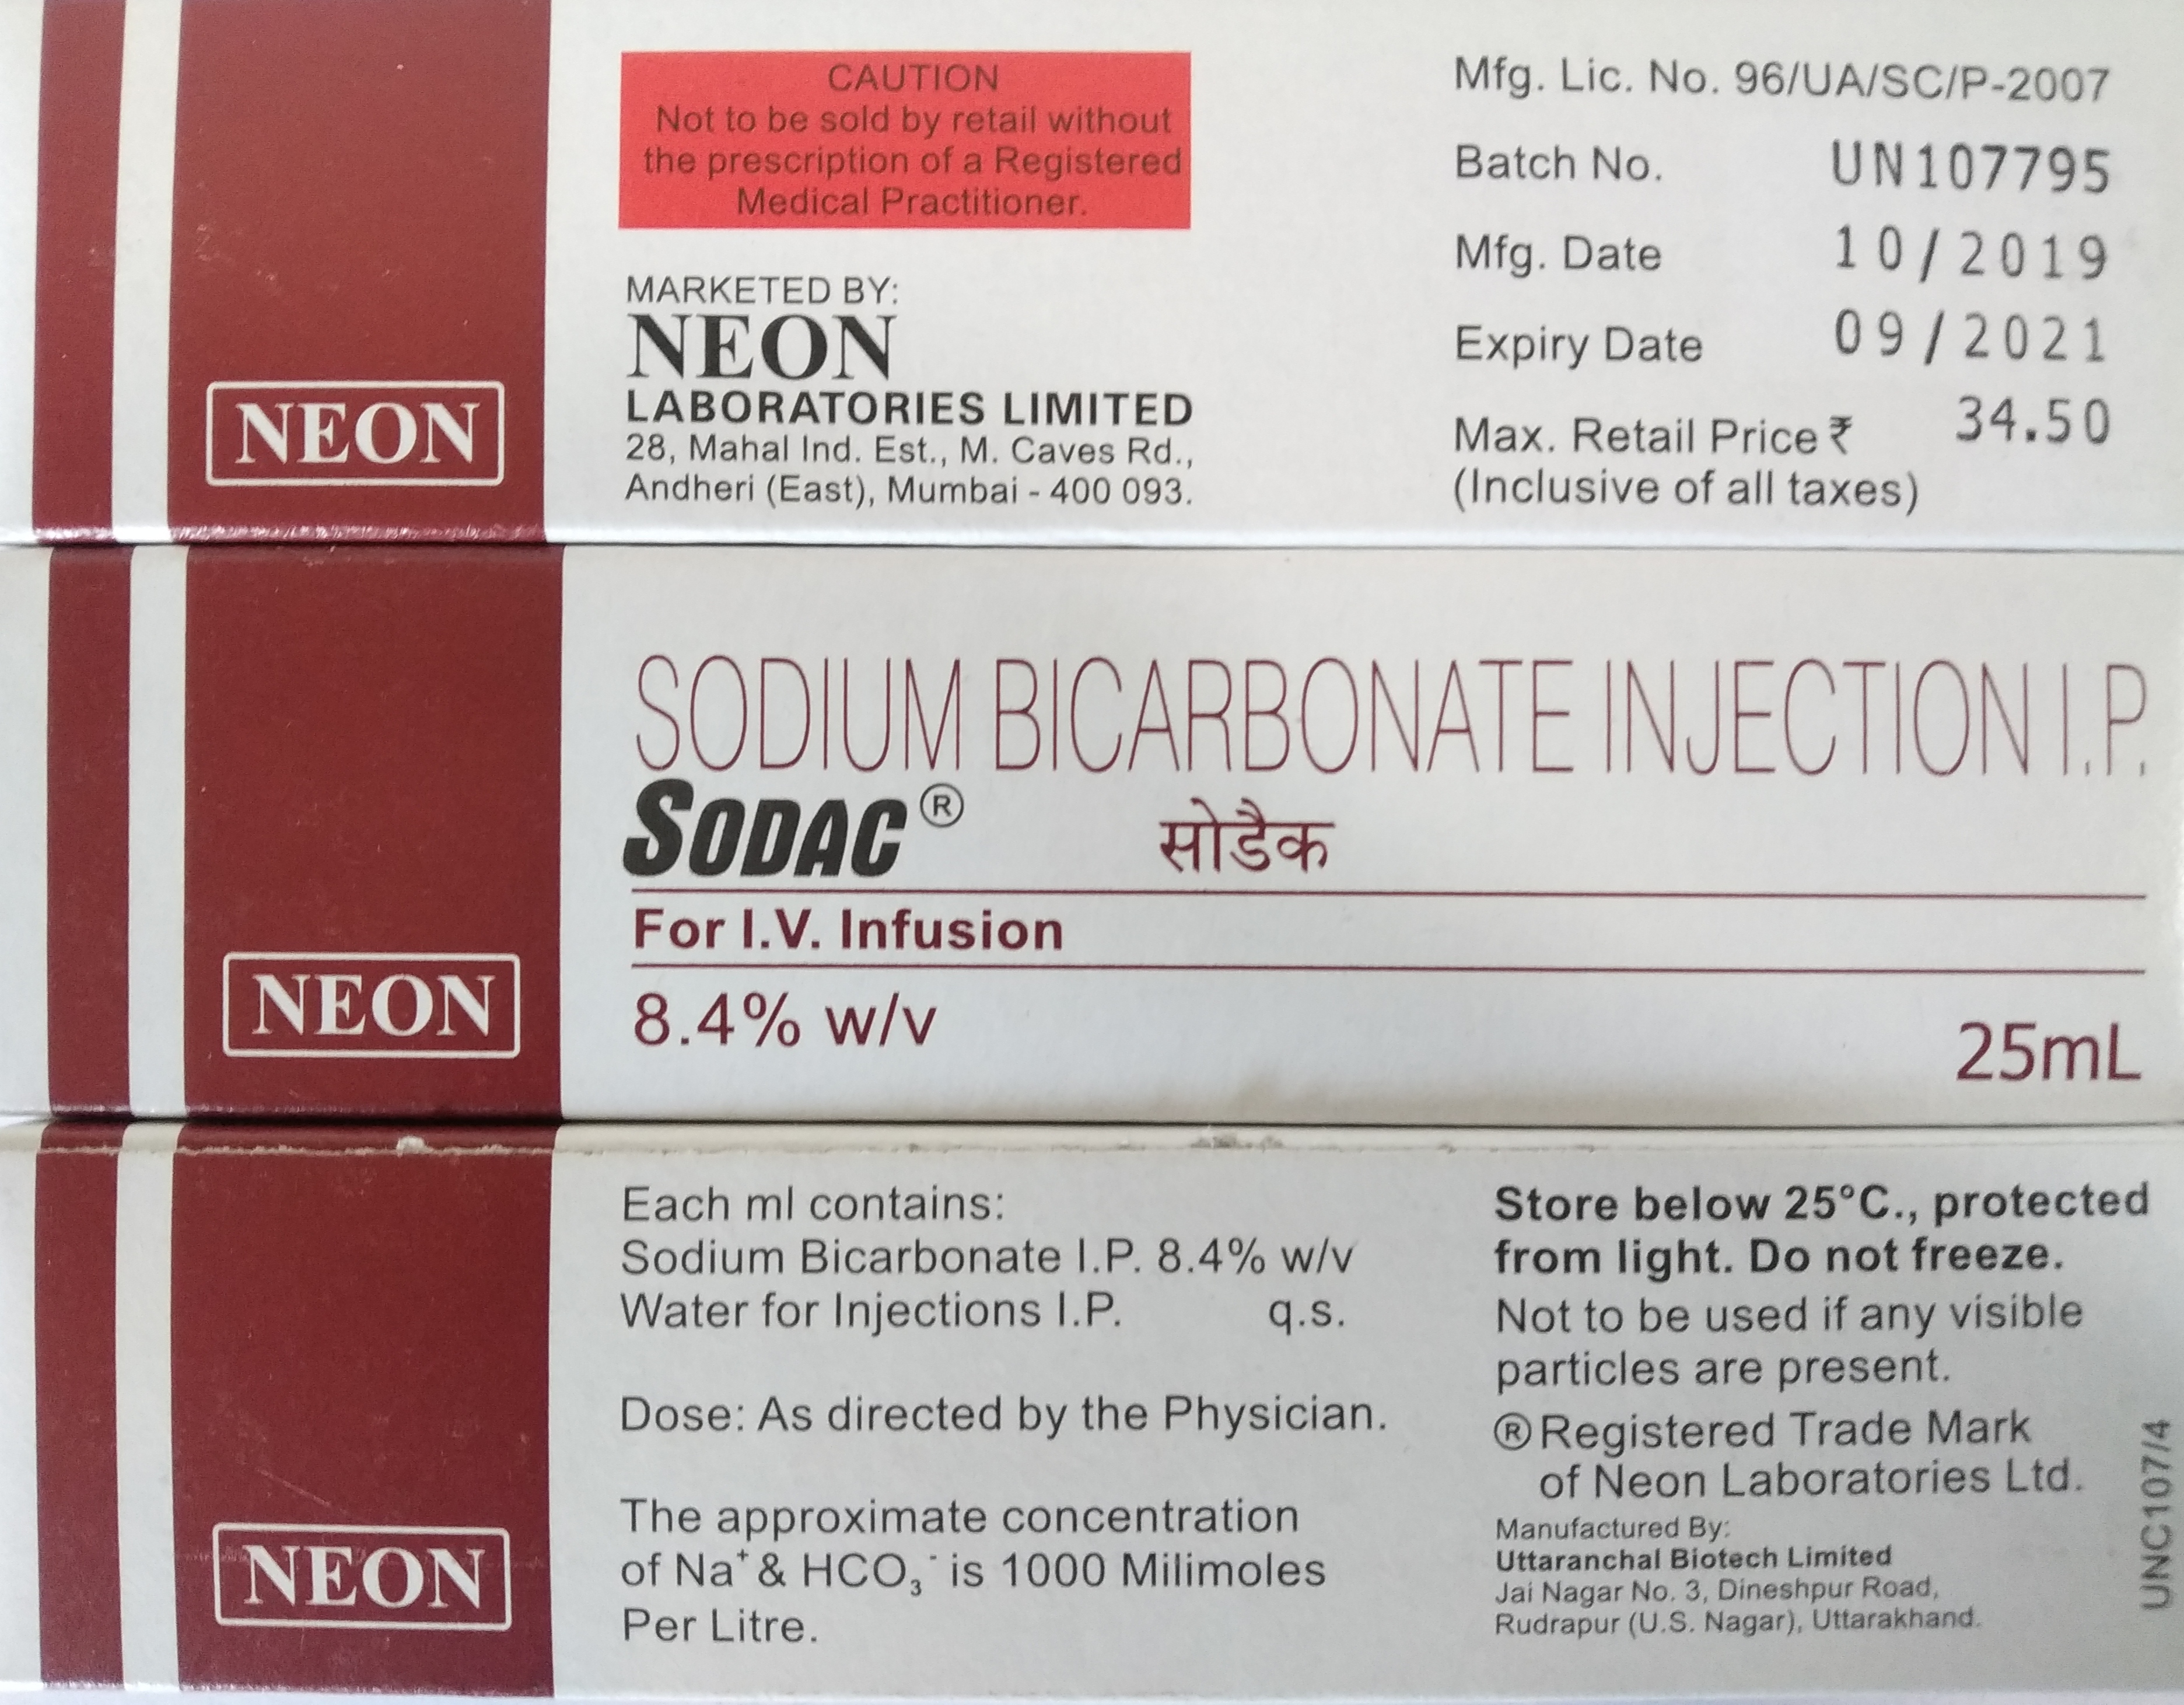 NEON
CAUTION
Not to be sold by retail without
the prescription of a Registered
Medical Practitioner.
MARKETED BY:
NEON
LABORATORIES LIMITED
28, Mahal Ind. Est., M. Caves Rd.,
Andheri (East), Mumbai - 400 093.
Mfg. Lic. No. 96/UA/SC/P-2007
Batch No. UN107795
Mfg. Date 10/2019
Expiry Date 09/2021
Max. Retail Price ₹ 34.50
(Inclusive of all taxes)
NEON
SODIUM BICARBONATE INJECTION I.P.
SODAC® सोडैक
For I.V. Infusion
8.4% w/v 25mL
NEON
Each ml contains:
Sodium Bicarbonate I.P. 8.4% w/v
Water for Injections I.P. q.s.
Dose: As directed by the Physician.
The approximate concentration
of Na⁺ & HCO₃⁻ is 1000 Milimoles
Per Litre.
Store below 25°C., protected
from light. Do not freeze.
Not to be used if any visible
particles are present.
® Registered Trade Mark
of Neon Laboratories Ltd.
Manufactured By:
Uttaranchal Biotech Limited
Jai Nagar No. 3, Dineshpur Road,
Rudrapur (U.S. Nagar), Uttarakhand.
UNC107/4